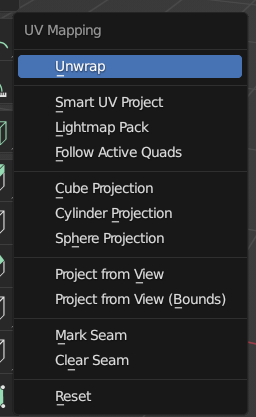 UV Mapping
Unwrap
Smart UV Project
Lightmap Pack
Follow Active Quads
Cube Projection
Cylinder Projection
Sphere Projection
Project from View
Project from View (Bounds)
Mark Seam
Clear Seam
Reset